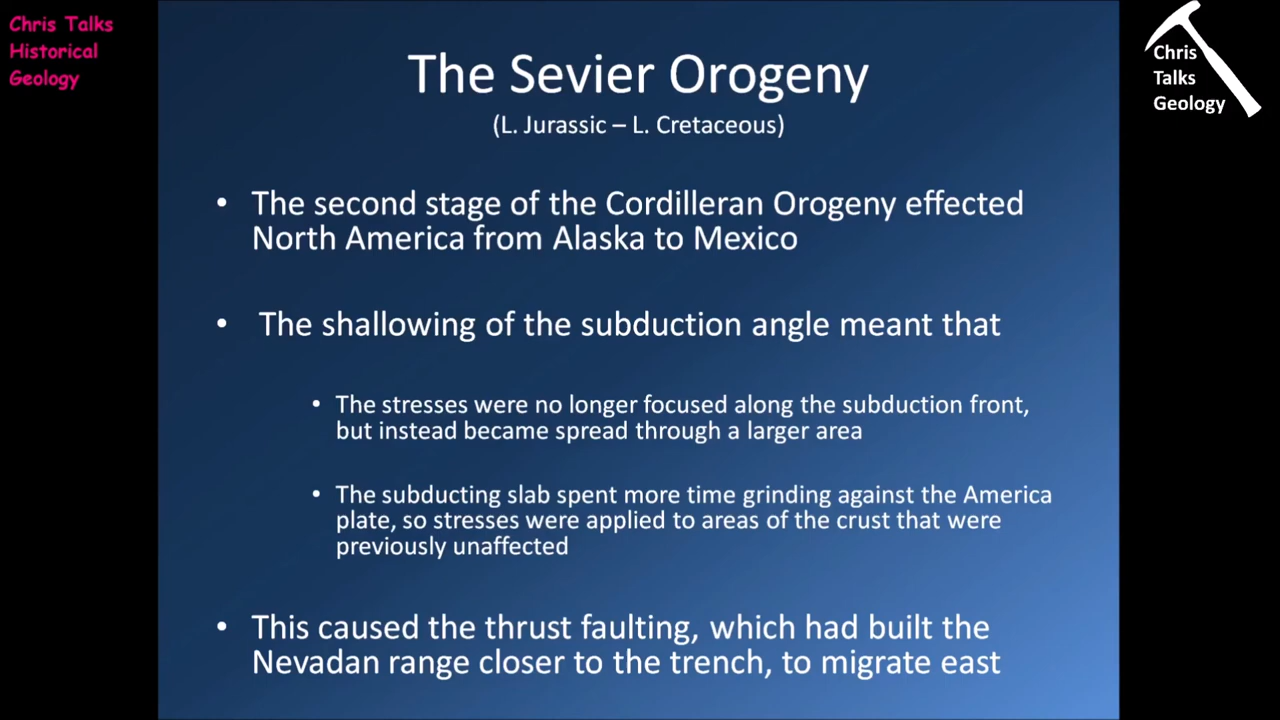 Chris Talks
Historical
Geology
Chris
Talks
Geology
The Sevier Orogeny
(L. Jurassic – L. Cretaceous)
• The second stage of the Cordilleran Orogeny effected
North America from Alaska to Mexico
• The shallowing of the subduction angle meant that
• The stresses were no longer focused along the subduction front,
but instead became spread through a larger area
• The subducting slab spent more time grinding against the America
plate, so stresses were applied to areas of the crust that were
previously unaffected
• This caused the thrust faulting, which had built the
Nevadan range closer to the trench, to migrate east